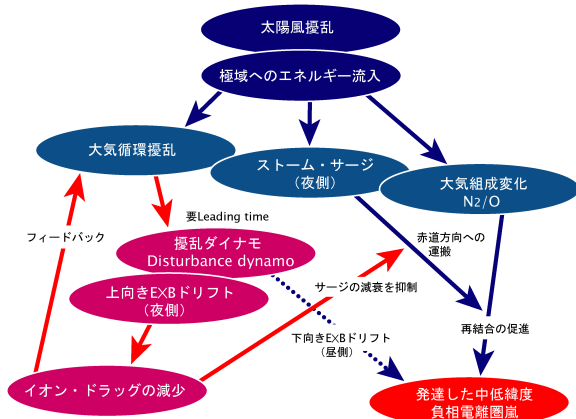 太陽風擾乱
極域へのエネルギー流入
大気循環擾乱
ストーム・サージ
（夜側）
大気組成変化
N2/O
要Leading time
フィードバック
擾乱ダイナモ
Disturbance dynamo
赤道方向への
運搬
サージの減衰を抑制
上向きE×Bドリフト
（夜側）
下向きE×Bドリフト
（昼側）
再結合の促進
イオン・ドラッグの減少
発達した中低緯度
負相電離圏嵐